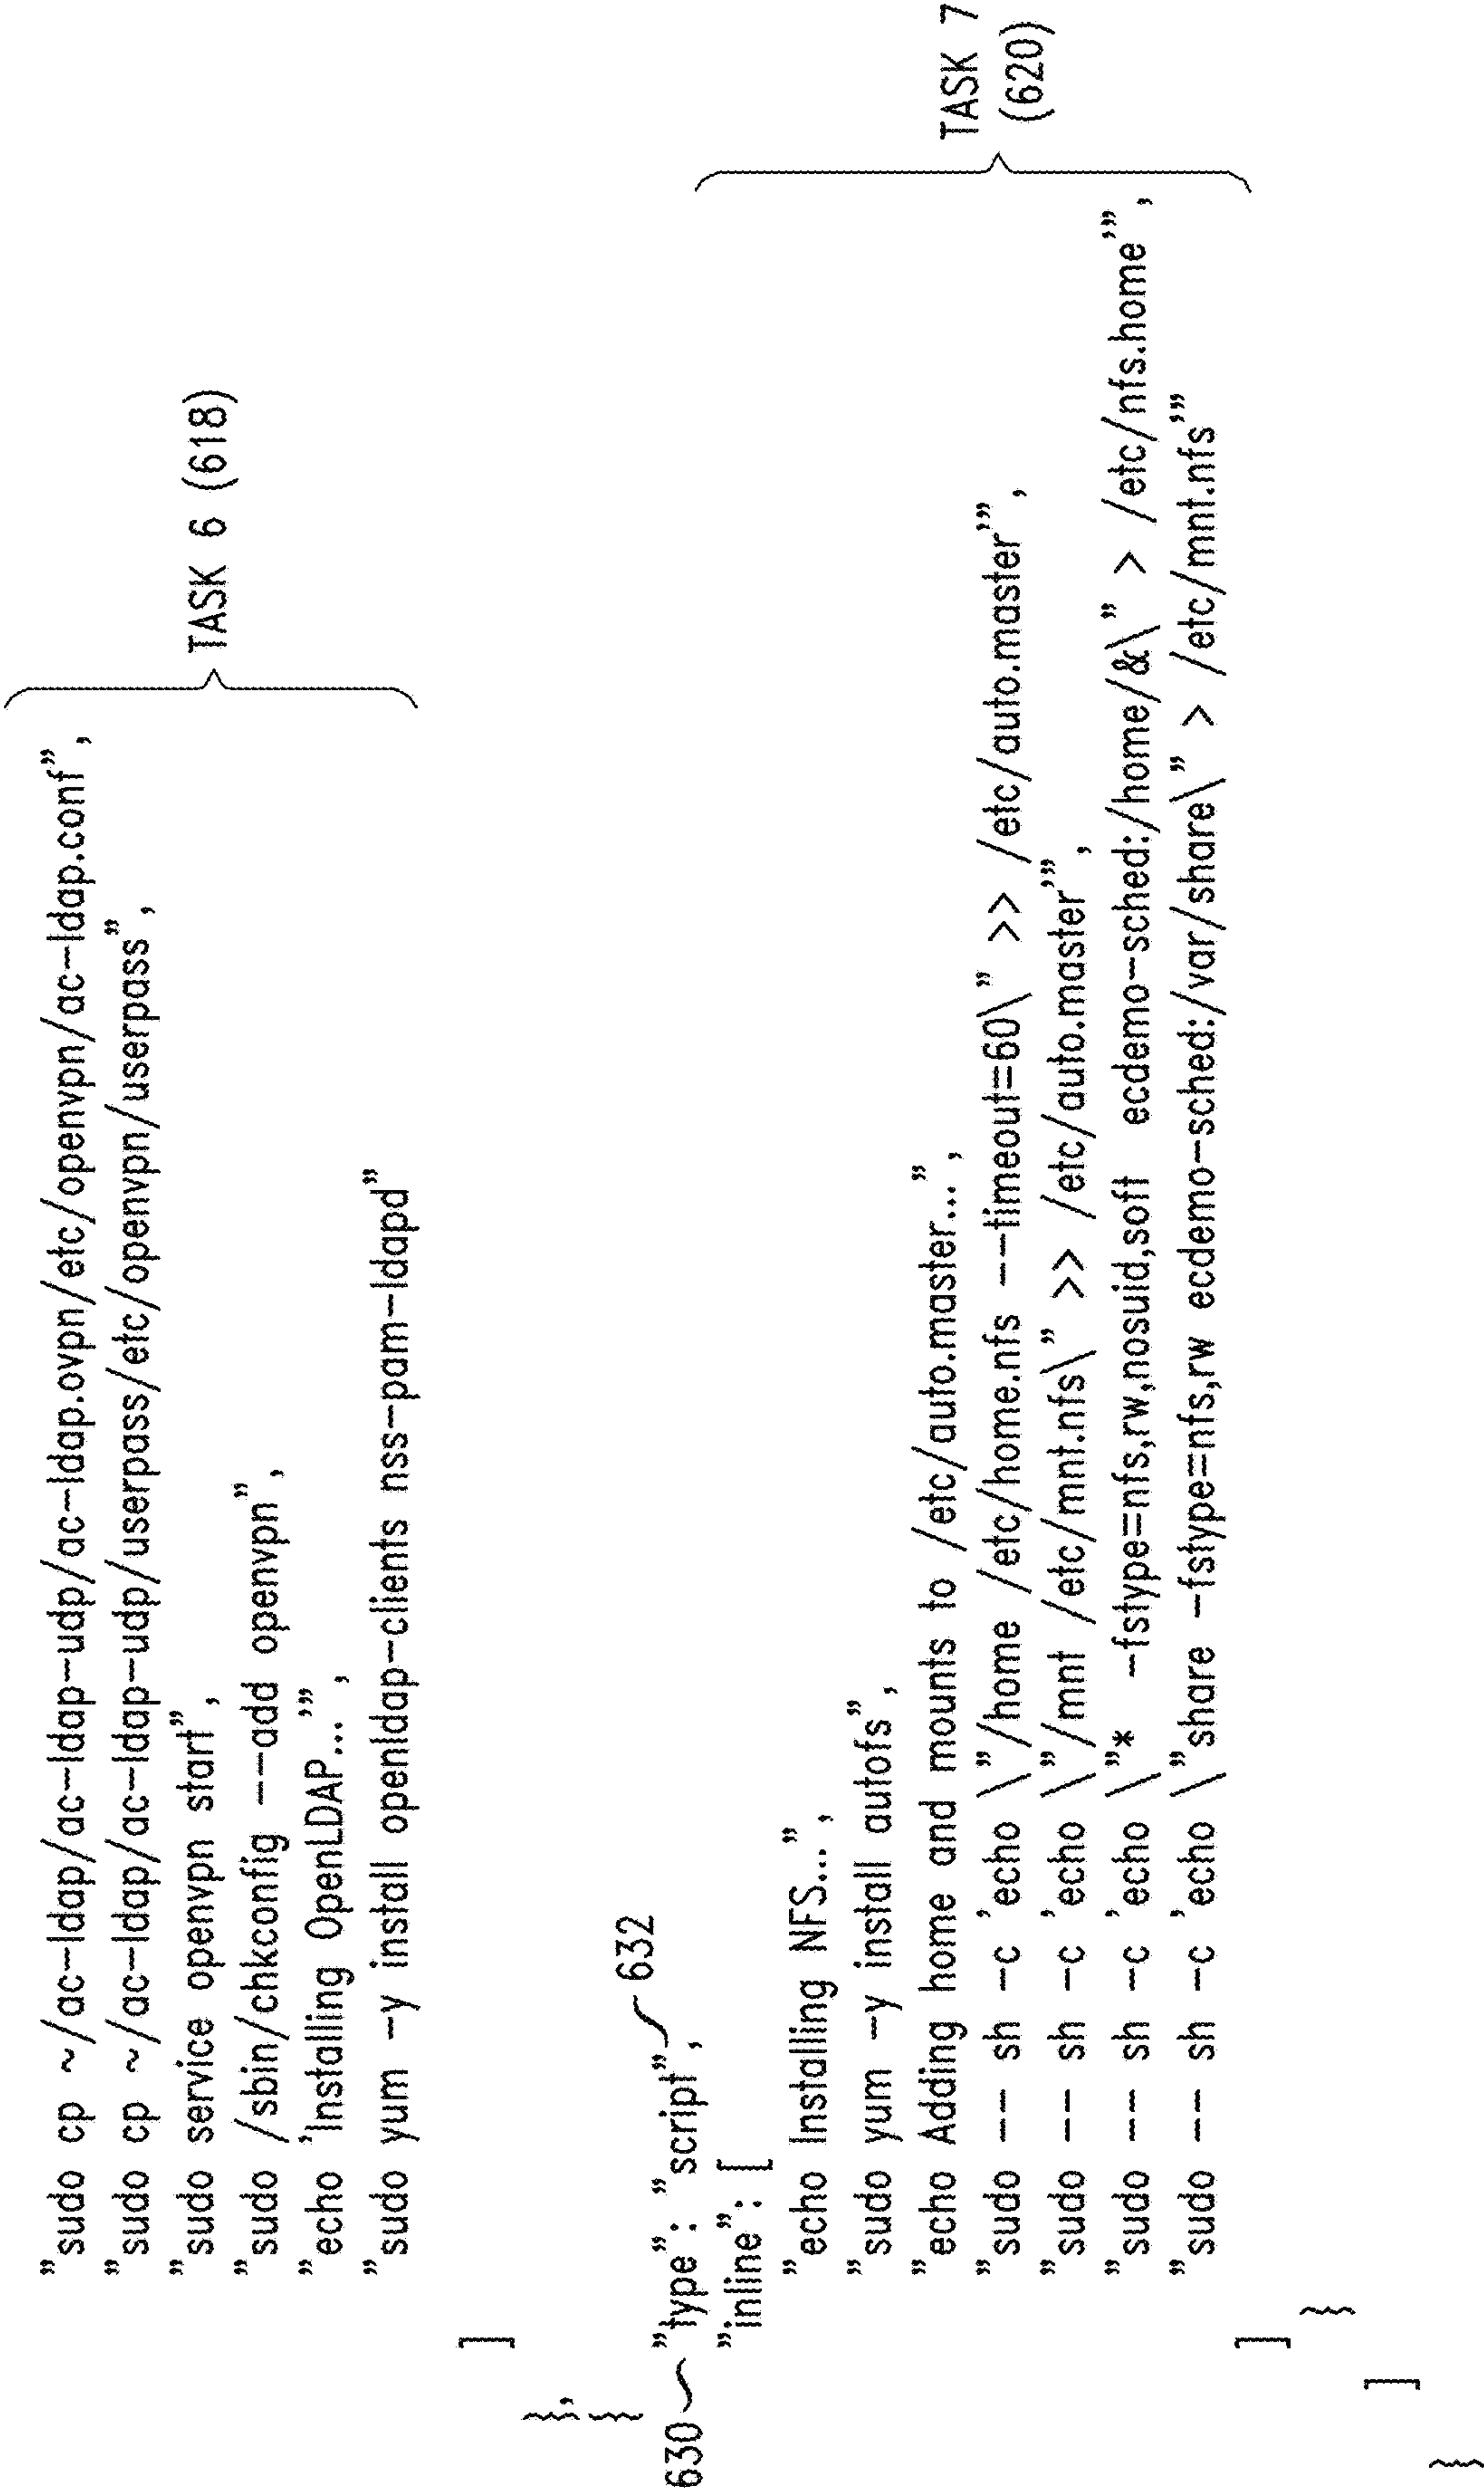 "sudo cp ~/ac-ldap/ac-ldap-udp/ac-ldap.ovpn/etc/openvpn/ac-ldap.conf",
"sudo cp ~/ac-ldap/ac-ldap-udp/userpass/etc/openvpn/userpass",
"sudo service openvpn start",
"sudo /sbin/chkconfig --add openvpn",
"echo 'Installing OpenLDAP...'",
"sudo yum -y install openldap-clients nss-pam-ldapd"
TASK 6 (618)
]
},
{
630 "type": "script", 632
"inline": [
"echo Installing NFS...",
"sudo yum -y install autofs",
"echo Adding home and mounts to /etc/auto.master...",
"sudo -- sh -c 'echo \"/home /etc/home.nfs --timeout=60\" >> /etc/auto.master'",
"sudo -- sh -c 'echo \"/mnt /etc/mnt.nfs\" >> /etc/auto.master'",
"sudo -- sh -c 'echo \"* -fstype=nfs,rw,nosuid,soft ecdemo-sched:/home/&\" > /etc/nfs.home'",
"sudo -- sh -c 'echo \"share -fstype=nfs,rw ecdemo-sched:/var/share\" > /etc/mnt.nfs'"
TASK 7
(620)
]
}
]
}